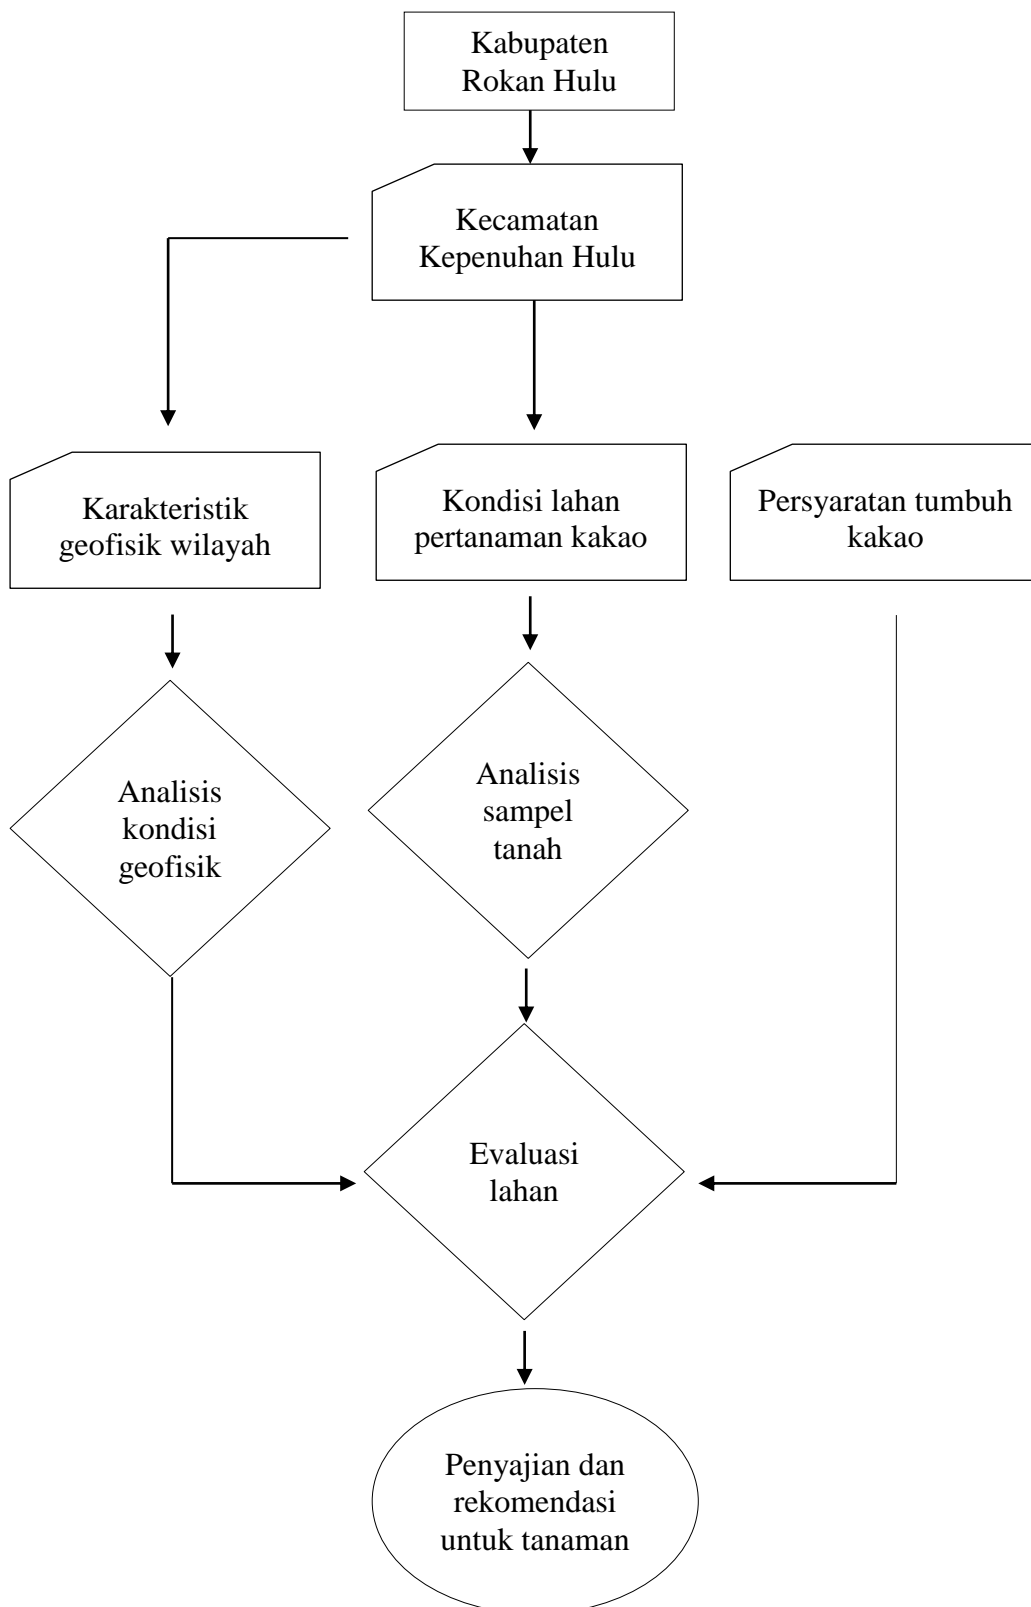 Kabupaten
Rokan Hulu
Kecamatan
Kepenuhan Hulu
Karakteristik
geofisik wilayah
Kondisi lahan
pertanaman kakao
Persyaratan tumbuh
kakao
Analisis
kondisi
geofisik
Analisis
sampel
tanah
Evaluasi
lahan
Penyajian dan
rekomendasi
untuk tanaman